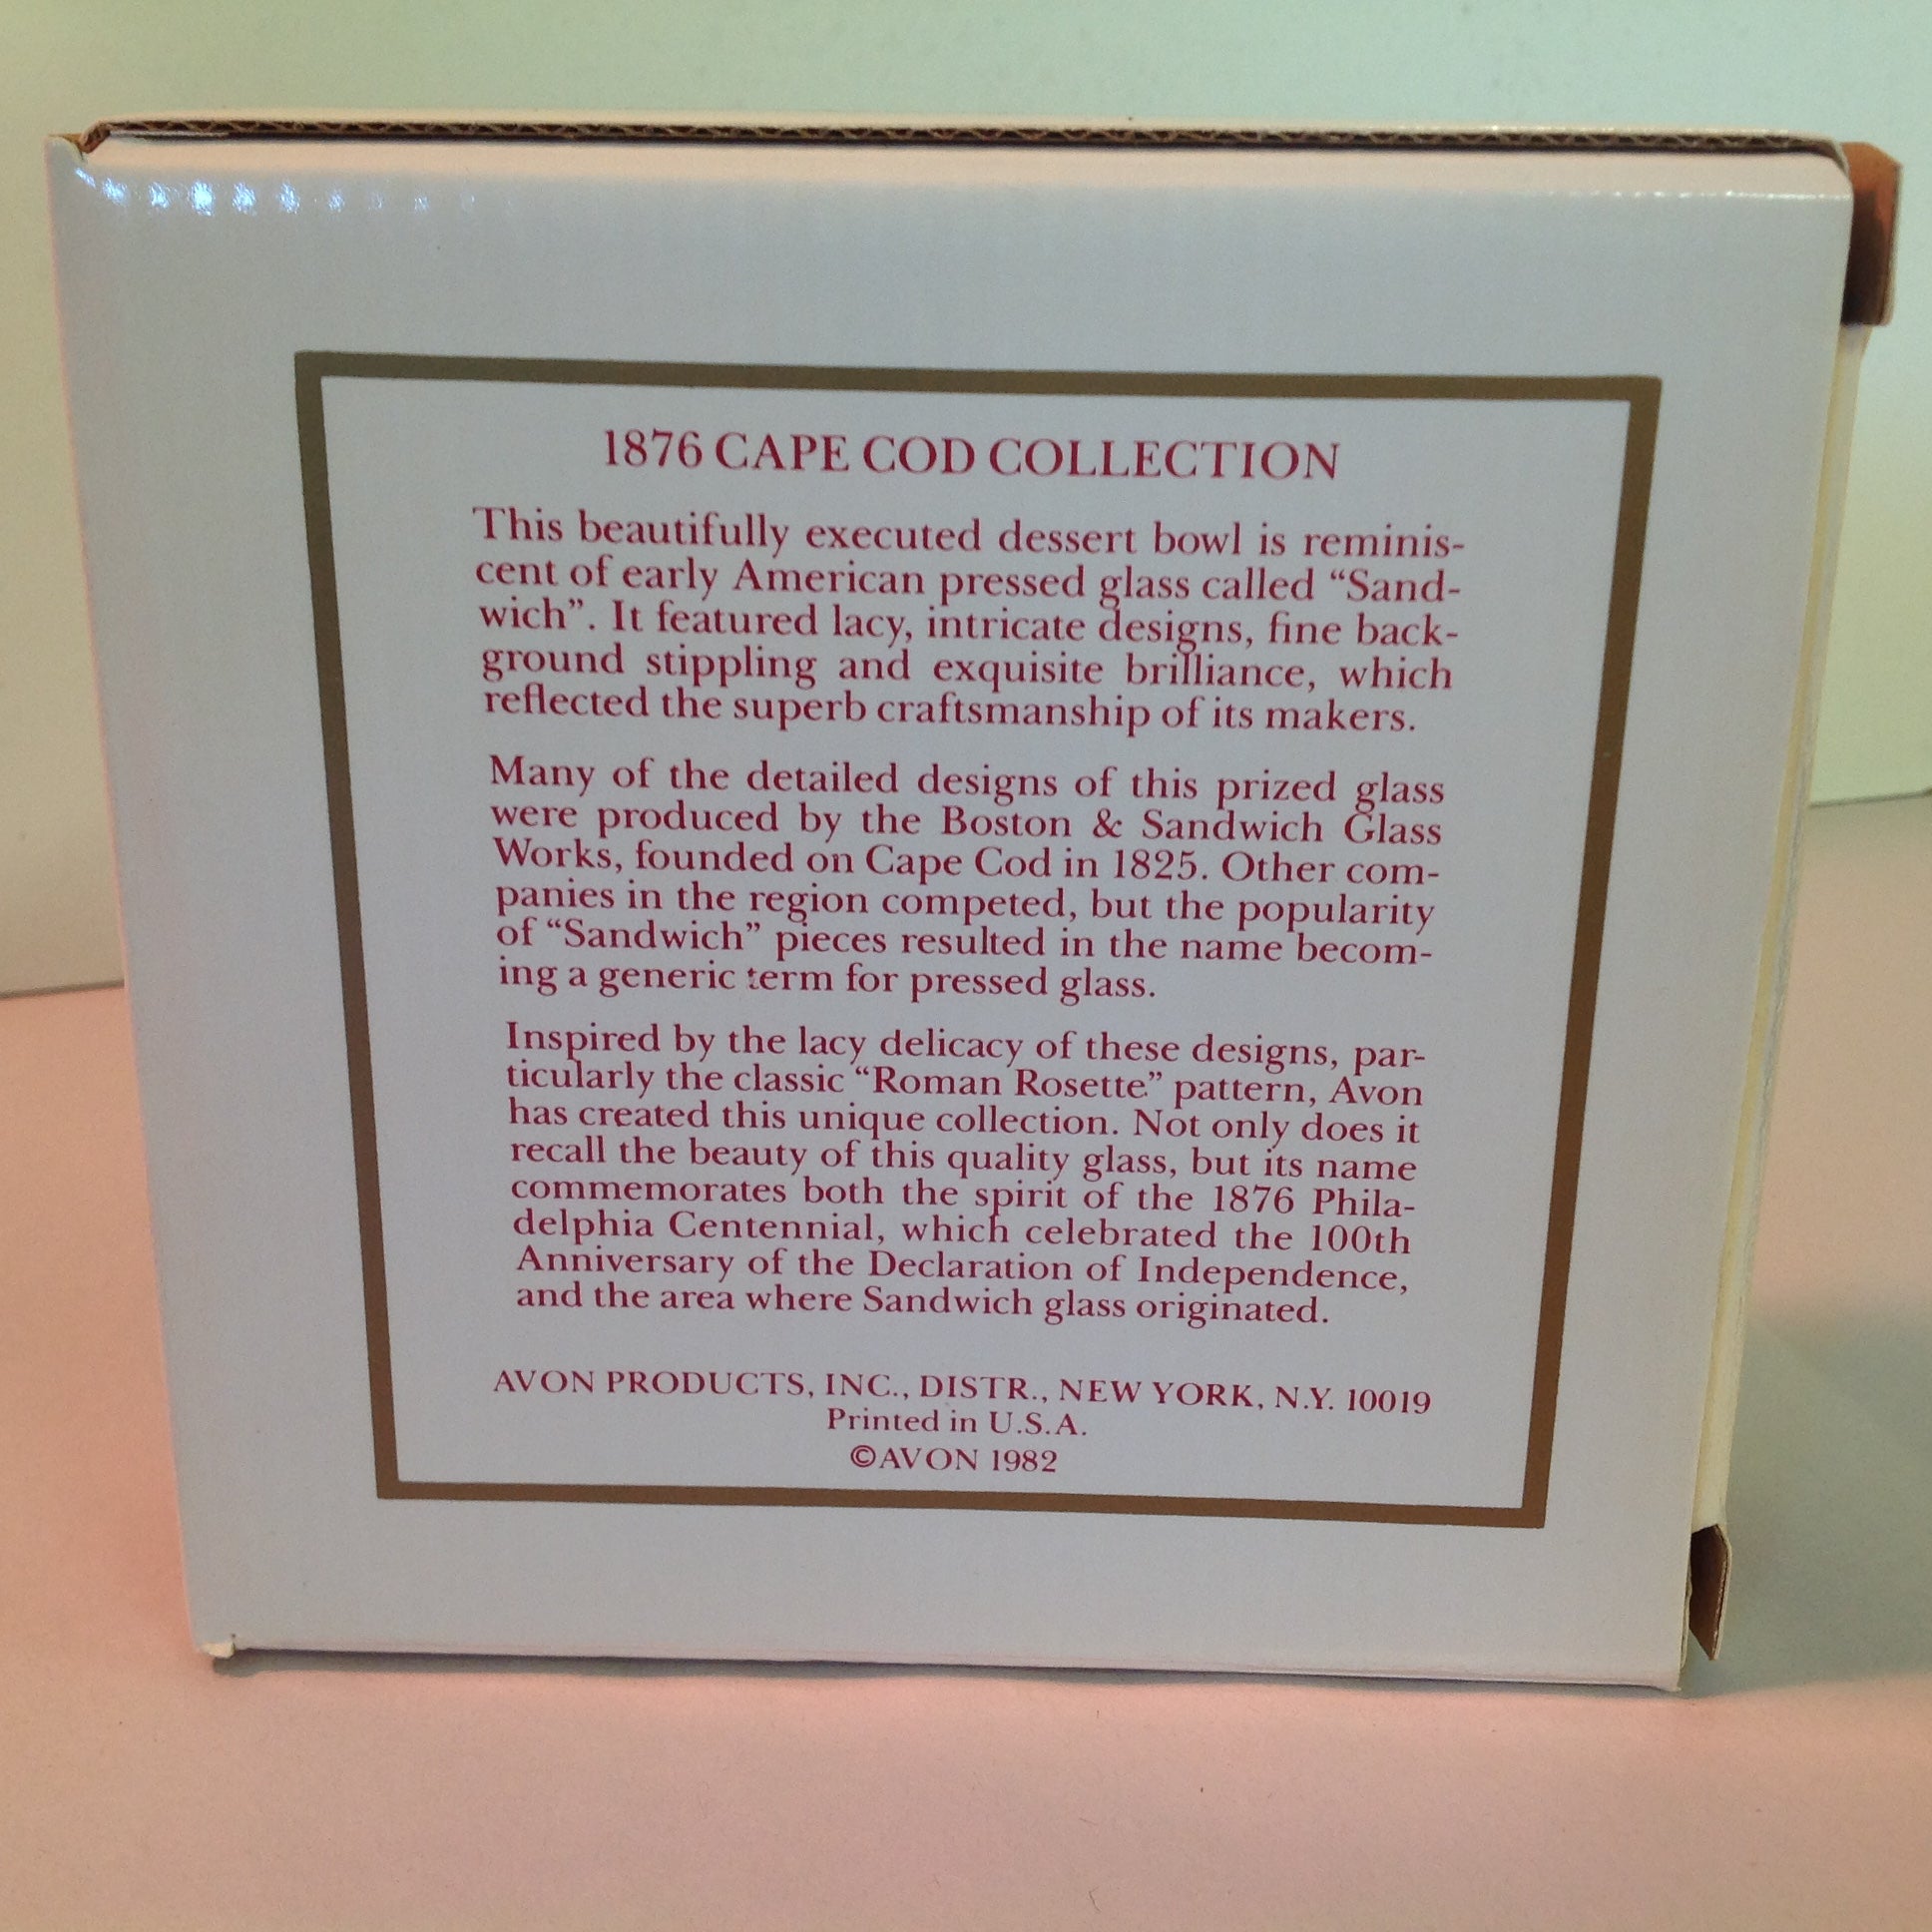 1876 CAPE COD COLLECTION
This beautifully executed dessert bowl is reminis-
cent of early American pressed glass called “Sand-
wich”. It featured lacy, intricate designs, fine back-
ground stippling and exquisite brilliance, which
reflected the superb craftsmanship of its makers.
Many of the detailed designs of this prized glass
were produced by the Boston & Sandwich Glass
Works, founded on Cape Cod in 1825. Other com-
panies in the region competed, but the popularity
of “Sandwich” pieces resulted in the name becom-
ing a generic term for pressed glass.
Inspired by the lacy delicacy of these designs, par-
ticularly the classic “Roman Rosette” pattern, Avon
has created this unique collection. Not only does it
recall the beauty of this quality glass, but its name
commemorates both the spirit of the 1876 Phila-
delphia Centennial, which celebrated the 100th
Anniversary of the Declaration of Independence,
and the area where Sandwich glass originated.
AVON PRODUCTS, INC., DISTR., NEW YORK, N.Y. 10019
Printed in U.S.A.
©AVON 1982